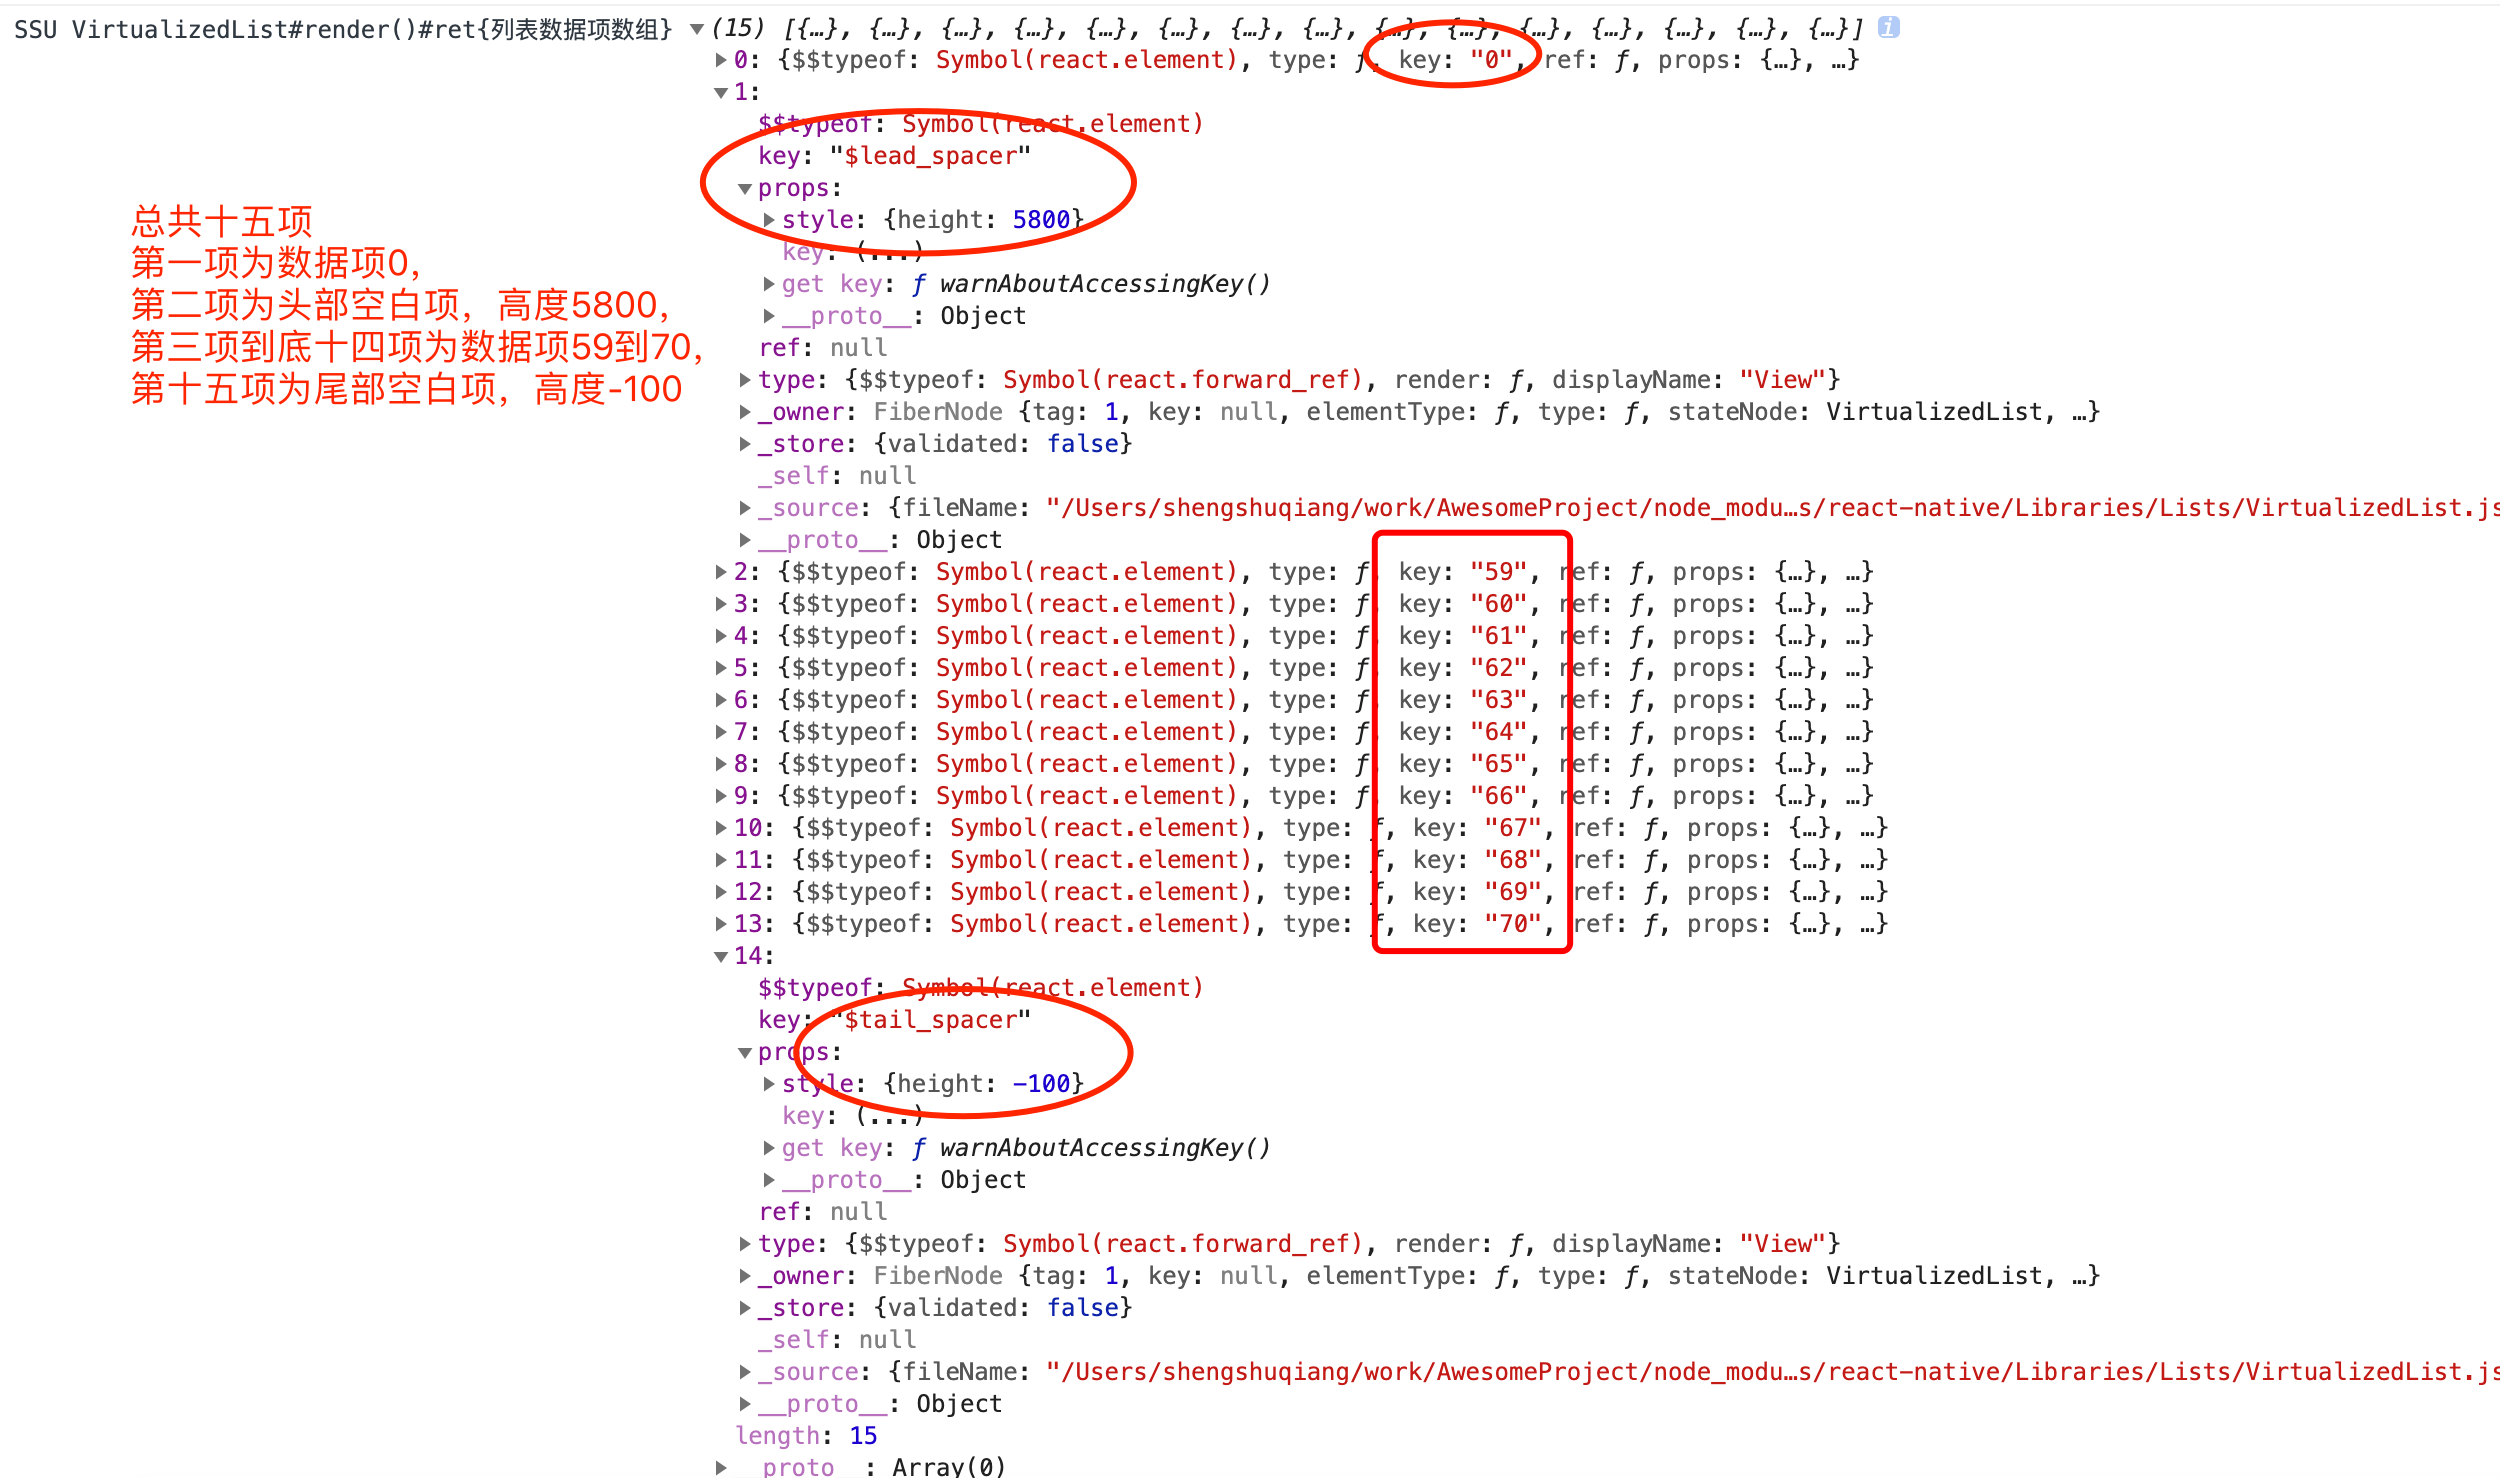 SSU VirtualizedList#render()#ret{列表数据项数组} ▼(15) [{…}, {…}, {…}, {…}, {…}, {…}, {…}, {…}, {…}, {…}, {…}, {…}, {…}, {…}, {…}] i
▶0: {$$typeof: Symbol(react.element), type: ƒ, key: "0", ref: ƒ, props: {…}, …}
▼1:
$$typeof: Symbol(react.element)
key: "$lead_spacer"
▼props:
▶style: {height: 5800}
key: (...)
▶get key: ƒ warnAboutAccessingKey()
▶__proto__: Object
ref: null
▶type: {$$typeof: Symbol(react.forward_ref), render: ƒ, displayName: "View"}
▶_owner: FiberNode {tag: 1, key: null, elementType: ƒ, type: ƒ, stateNode: VirtualizedList, …}
▶_store: {validated: false}
_self: null
▶_source: {fileName: "/Users/shengshuqiang/work/AwesomeProject/node_modu…s/react-native/Libraries/Lists/VirtualizedList.js
▶__proto__: Object
总共十五项
第一项为数据项0，
第二项为头部空白项，高度5800，
第三项到底十四项为数据项59到70，
第十五项为尾部空白项，高度-100
▶2: {$$typeof: Symbol(react.element), type: ƒ, key: "59", ref: ƒ, props: {…}, …}
▶3: {$$typeof: Symbol(react.element), type: ƒ, key: "60", ref: ƒ, props: {…}, …}
▶4: {$$typeof: Symbol(react.element), type: ƒ, key: "61", ref: ƒ, props: {…}, …}
▶5: {$$typeof: Symbol(react.element), type: ƒ, key: "62", ref: ƒ, props: {…}, …}
▶6: {$$typeof: Symbol(react.element), type: ƒ, key: "63", ref: ƒ, props: {…}, …}
▶7: {$$typeof: Symbol(react.element), type: ƒ, key: "64", ref: ƒ, props: {…}, …}
▶8: {$$typeof: Symbol(react.element), type: ƒ, key: "65", ref: ƒ, props: {…}, …}
▶9: {$$typeof: Symbol(react.element), type: ƒ, key: "66", ref: ƒ, props: {…}, …}
▶10: {$$typeof: Symbol(react.element), type: ƒ, key: "67", ref: ƒ, props: {…}, …}
▶11: {$$typeof: Symbol(react.element), type: ƒ, key: "68", ref: ƒ, props: {…}, …}
▶12: {$$typeof: Symbol(react.element), type: ƒ, key: "69", ref: ƒ, props: {…}, …}
▶13: {$$typeof: Symbol(react.element), type: ƒ, key: "70", ref: ƒ, props: {…}, …}
▼14:
$$typeof: Symbol(react.element)
key: "$tail_spacer"
▼props:
▶style: {height: -100}
key: (...)
▶get key: ƒ warnAboutAccessingKey()
▶__proto__: Object
ref: null
▶type: {$$typeof: Symbol(react.forward_ref), render: ƒ, displayName: "View"}
▶_owner: FiberNode {tag: 1, key: null, elementType: ƒ, type: ƒ, stateNode: VirtualizedList, …}
▶_store: {validated: false}
_self: null
▶_source: {fileName: "/Users/shengshuqiang/work/AwesomeProject/node_modu…s/react-native/Libraries/Lists/VirtualizedList.js
▶__proto__: Object
length: 15
▶__proto__: Array(0)